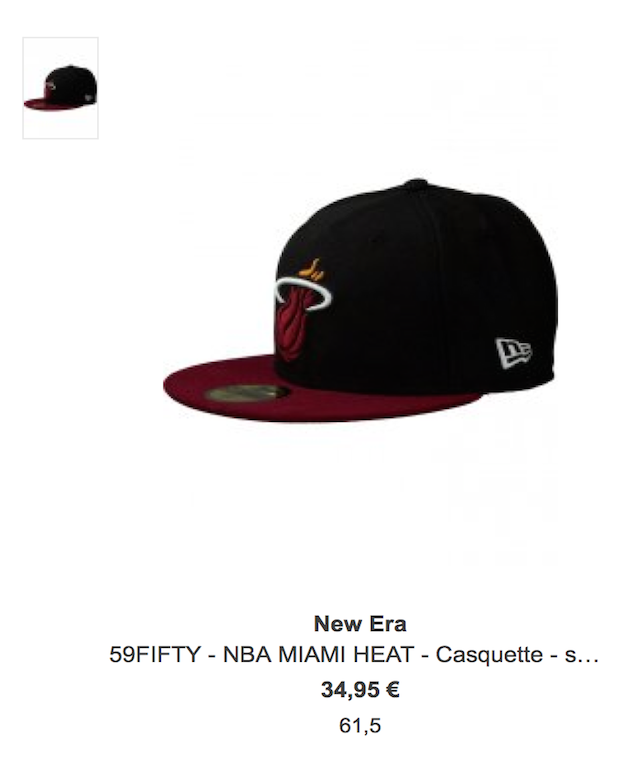 New Era
59FIFTY - NBA MIAMI HEAT - Casquette - s…
34,95 €
61,5